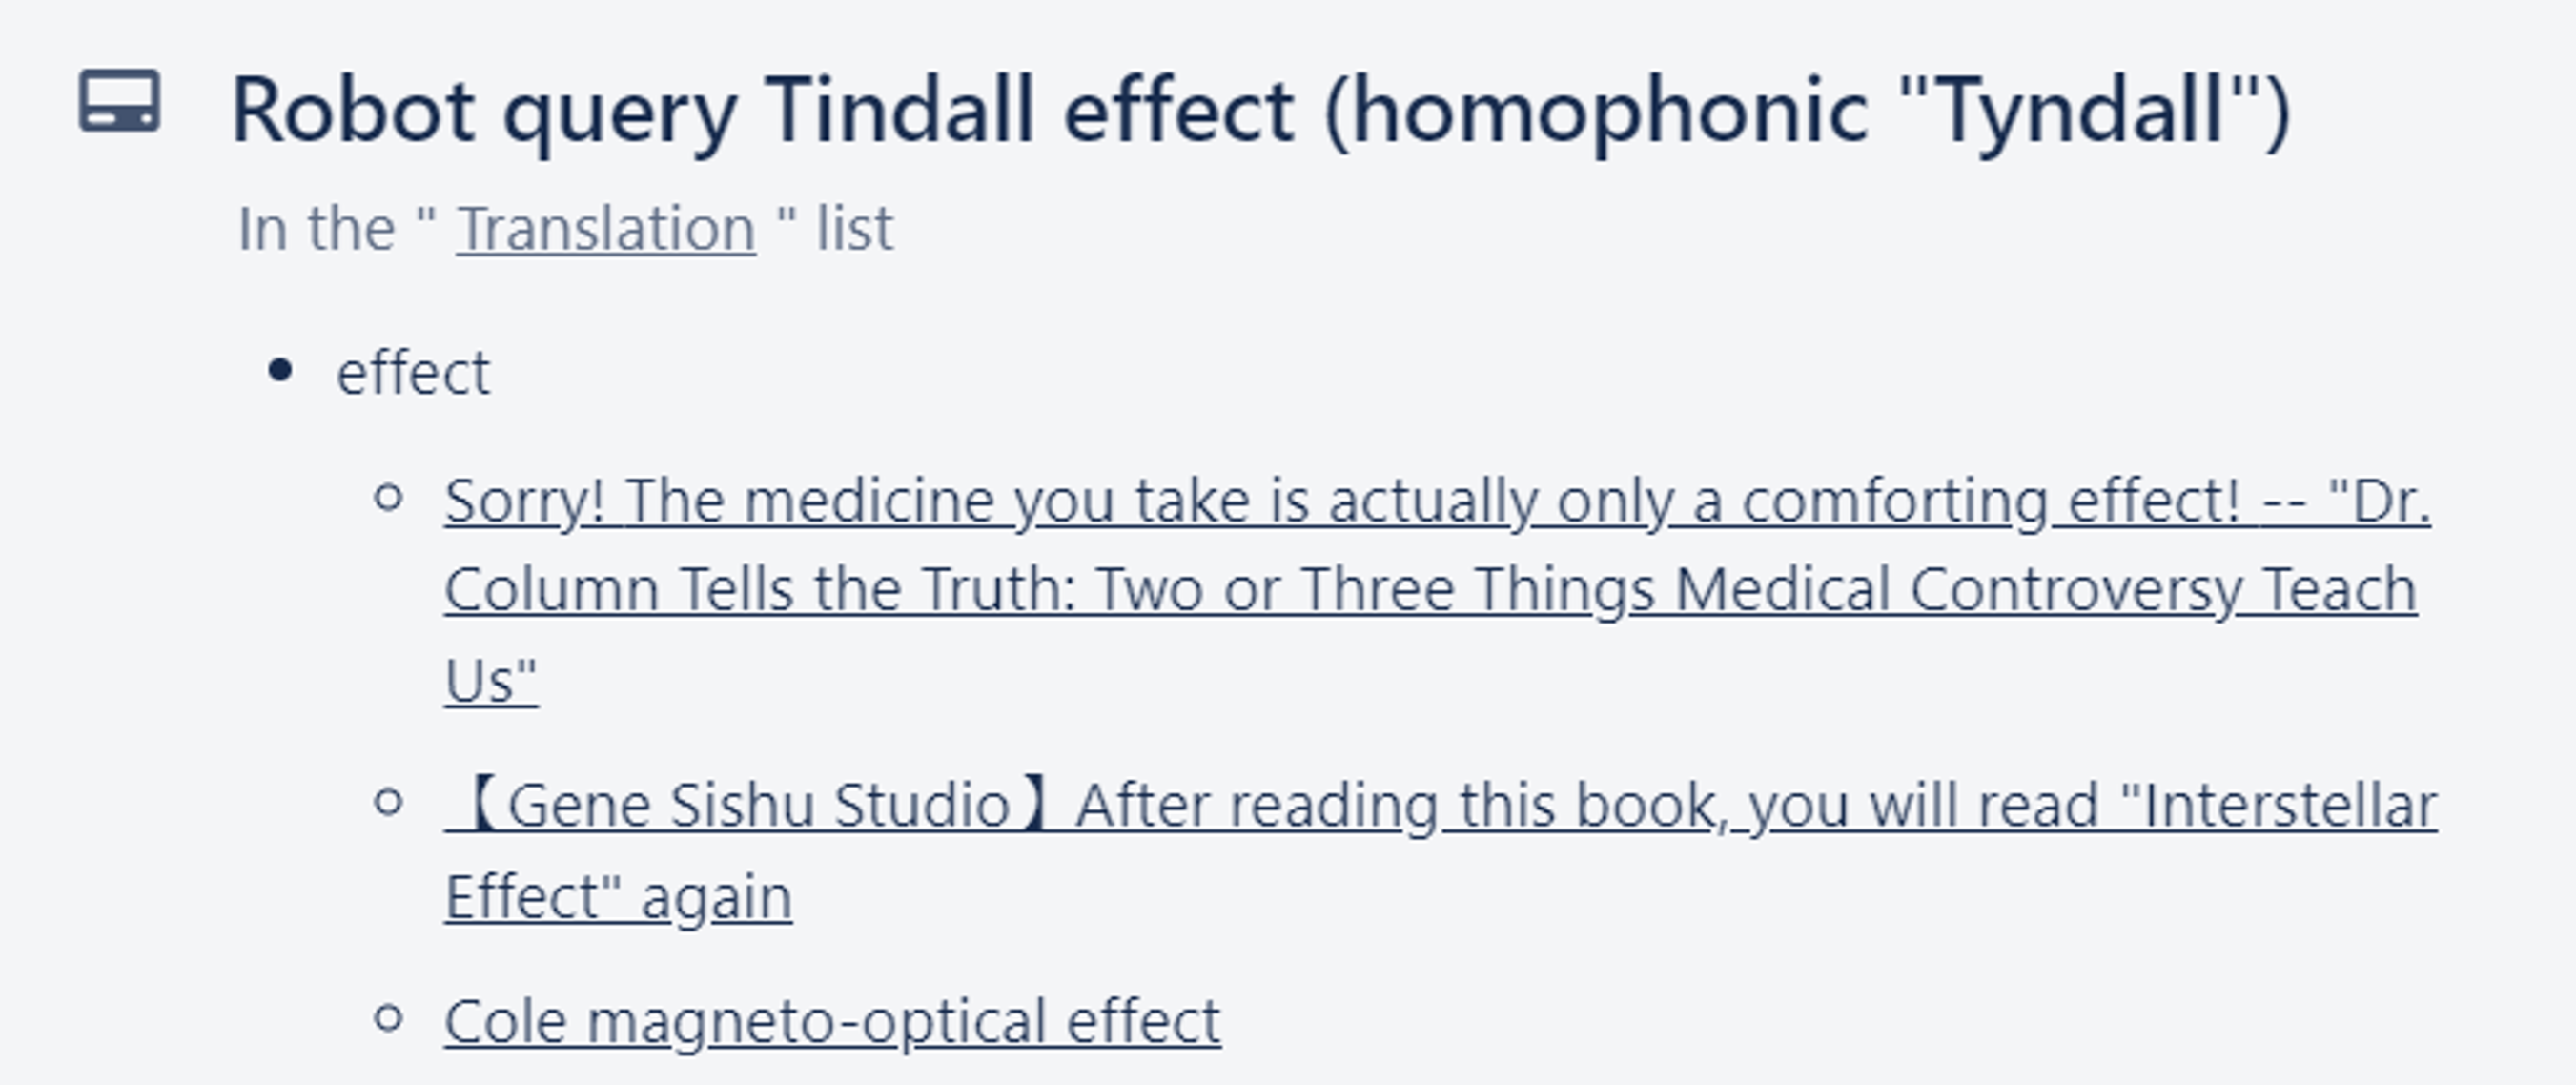 Robot query Tindall effect (homophonic "Tyndall")
In the " Translation " list
• effect
○ Sorry! The medicine you take is actually only a comforting effect! -- "Dr.
Column Tells the Truth: Two or Three Things Medical Controversy Teach
Us"
○ 【Gene Sishu Studio】After reading this book, you will read "Interstellar
Effect" again
○ Cole magneto-optical effect